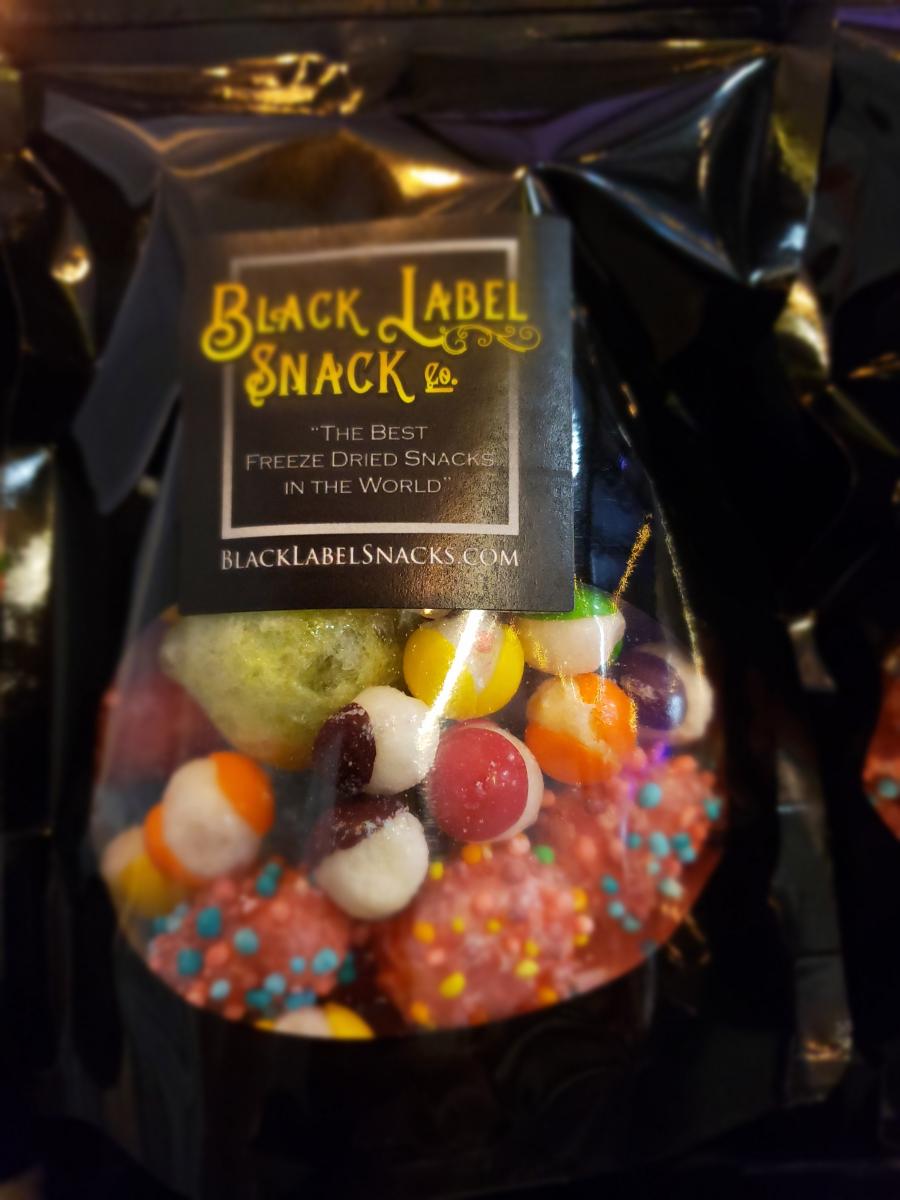 Black Label
Snack Co.
"The Best
Freeze Dried Snacks
in the World"
BlackLabelSnacks.com